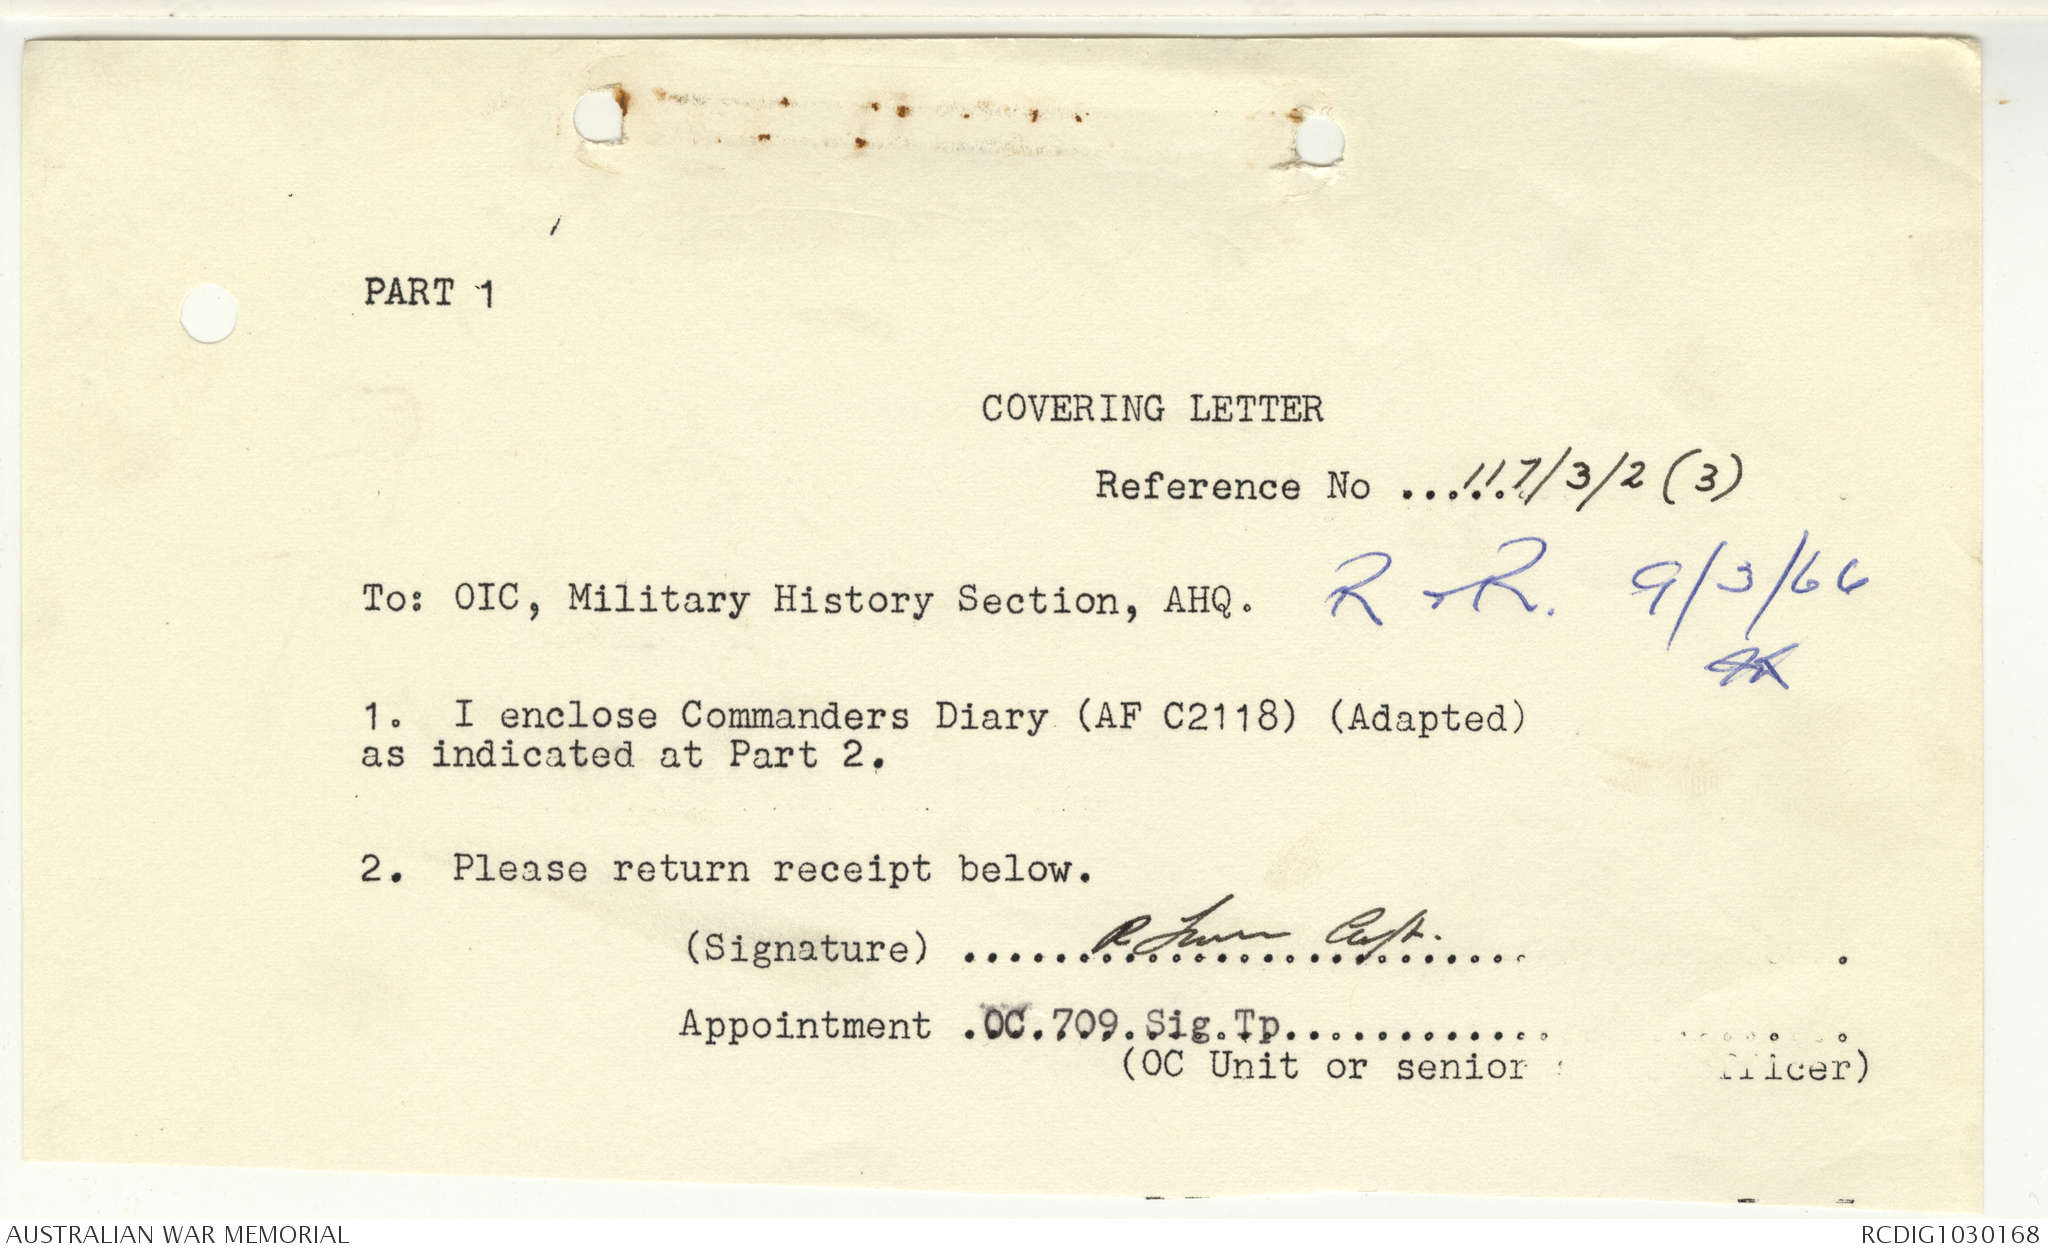 PART 1
COVERING LETTER
Reference No ...117/3/2 (3)
To: OIC, Military History Section, AHQ. R & R. 9/3/66
1. I enclose Commanders Diary (AF C2118) (Adapted)
as indicated at Part 2.
2. Please return receipt below.
(Signature) ......R Capt.
Appointment .OC.709.Sig.Tp............
(OC Unit or senior fficer)
AUSTRALIAN WAR MEMORIAL
RCDIG1030168